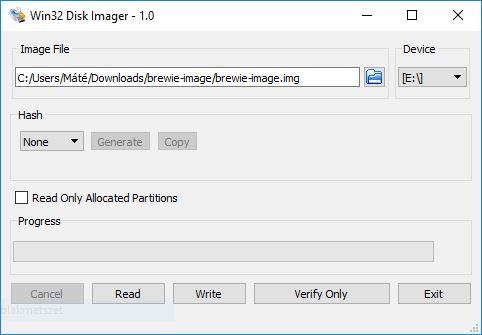 Win32 Disk Imager - 1.0
Image File
Device
C:/Users/Máté/Downloads/brewie-image/brewie-image.img
[E:\]
Hash
None
Generate
Copy
Read Only Allocated Partitions
Progress
Cancel
Read
Write
Verify Only
Exit
blakmetszet